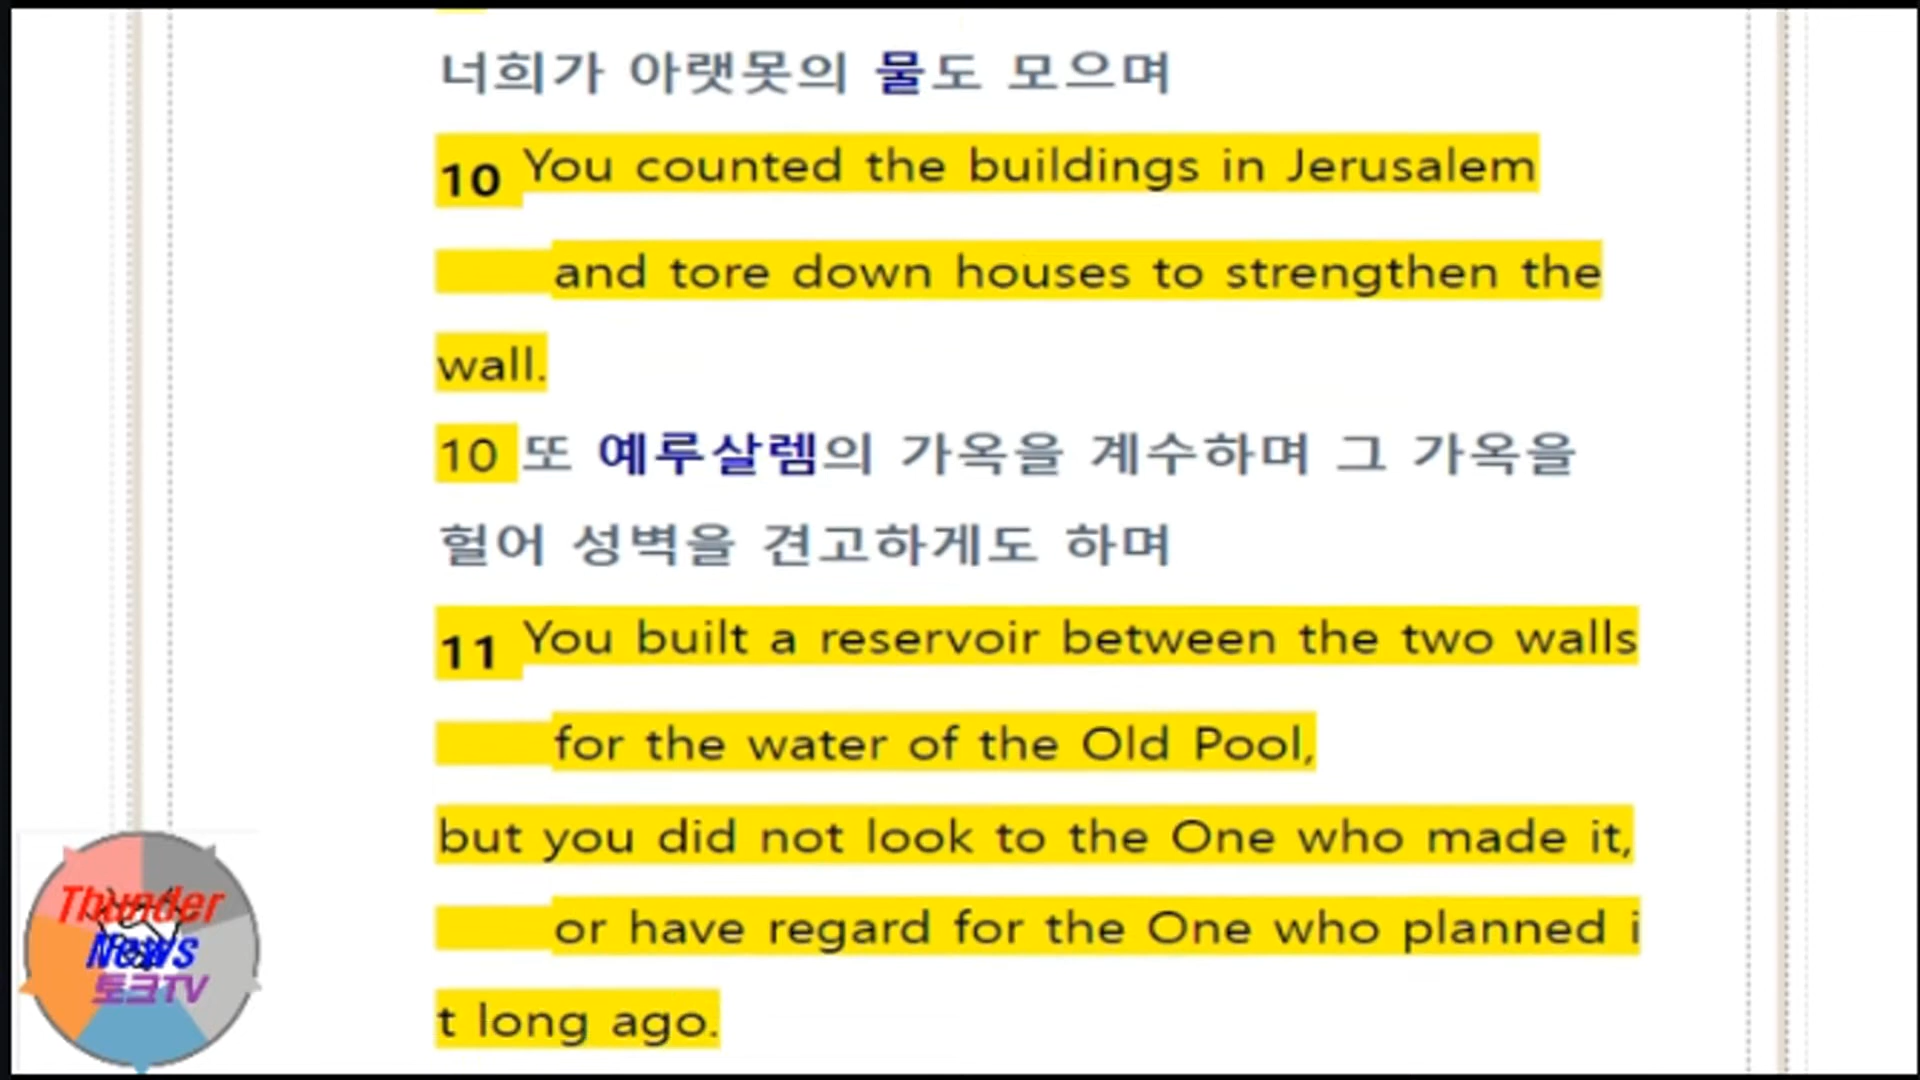 너희가 아랫못의 물도 모으며
10 You counted the buildings in Jerusalem
and tore down houses to strengthen the
wall.
10 또 예루살렘의 가옥을 계수하며 그 가옥을
헐어 성벽을 견고하게도 하며
11 You built a reservoir between the two walls
for the water of the Old Pool,
but you did not look to the One who made it,
or have regard for the One who planned i
t long ago.
Thunder
News
토크TV